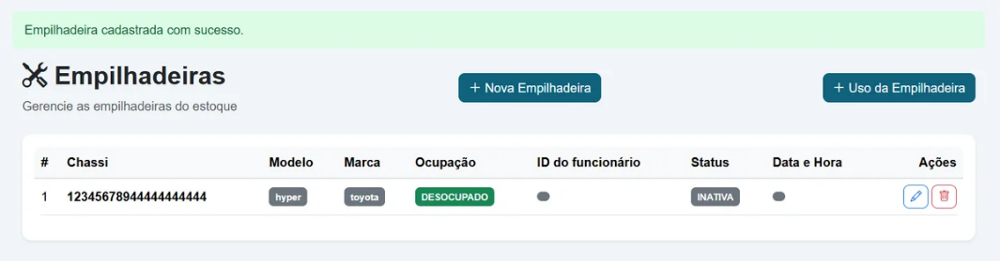 Empilhadeira cadastrada com sucesso.
Empilhadeiras
+ Nova Empilhadeira
+ Uso da Empilhadeira
Gerencie as empilhadeiras do estoque
# Chassi Modelo Marca Ocupação ID do funcionário Status Data e Hora Ações
1 12345678944444444444 hyper toyota DESOCUPADO INATIVA